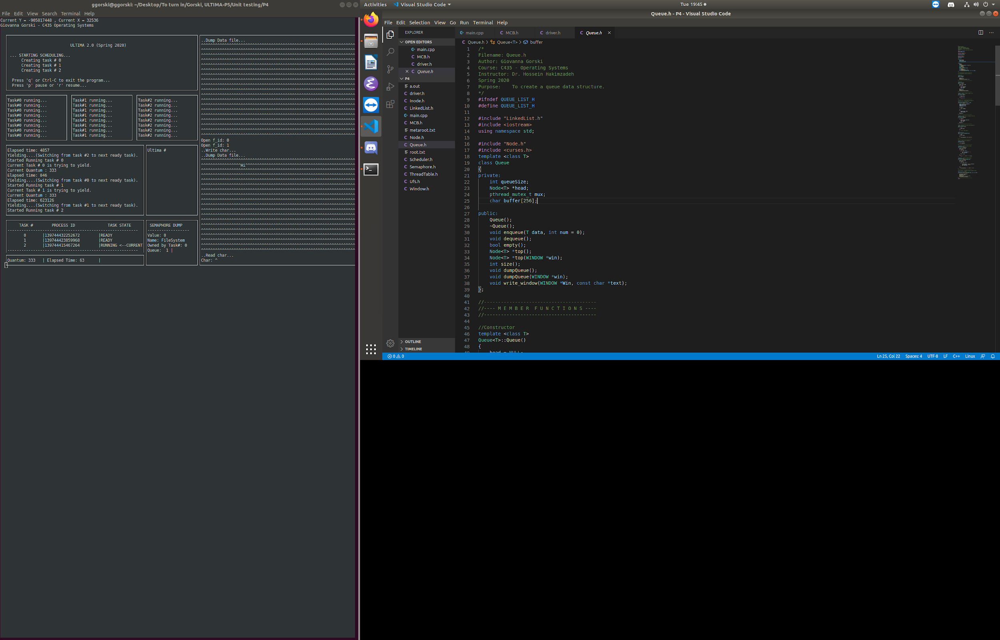 ggorski@ggorski: ~/Desktop/To turn in/Gorski, ULTIMA-P5/Unit testing/P4
File Edit View Search Terminal Help
Current Y = -905817448 , Current X = 32536
Giovanna Gorski - C435 Operating Systems
ULTIMA 2.0 (Spring 2020)
... STARTING SCHEDULING...
Creating task # 0
Creating task # 1
Creating task # 2
Press 'q' or Ctrl-C to exit the program...
Press 'p' pause or 'r' resume...
Task#0 running...
Task#0 running...
Task#0 running...
Task#0 running...
Task#0 running...
Task#0 running...
Task#0 running...
Task#0 running...
Task#1 running...
Task#1 running...
Task#1 running...
Task#1 running...
Task#1 running...
Task#1 running...
Task#1 running...
Task#1 running...
Task#2 running...
Task#2 running...
Task#2 running...
Task#2 running...
Task#2 running...
Task#2 running...
Task#2 running...
Task#2 running...
Elapsed time: 4857
Yielding....(Switching from task #2 to next ready task).
Started Running task # 0
Current Task # 0 is trying to yield.
Current Quantum : 333
Elapsed time: 846
Yielding....(Switching from task #0 to next ready task).
Started Running task # 1
Current Task # 1 is trying to yield.
Current Quantum : 333
Elapsed time: 623126
Yielding....(Switching from task #1 to next ready task).
Started Running task # 2
Ultima #
TASK # PROCESS ID TASK STATE
0 |139744432252672 |READY
1 |139744423859968 |READY
2 |139744415467264 |RUNNING <--CURRENT
SEMAPHORE DUMP
Value: 0
Name: FileSystem
Owned by Task#: 0
Queue: 1 |
Quantum: 333 | Elapsed Time: 63 |
..Dump Data file...
Open f_id: 0
Open f_id: 1
..Write char...
..Dump Data file...
^Hi^
..Read char...
Char: ^
Activities Visual Studio Code Tue 19:45
Queue.h - P4 - Visual Studio Code
File Edit Selection View Go Run Terminal Help
EXPLORER
OPEN EDITORS
main.cpp
MCB.h
driver.h
Queue.h
P4
a.out
driver.h
Inode.h
LinkedList.h
main.cpp
MCB.h
metaroot.txt
Node.h
Queue.h
root.txt
Scheduler.h
Semaphore.h
ThreadTable.h
Ufs.h
Window.h
OUTLINE
TIMELINE
main.cpp MCB.h driver.h Queue.h
Queue.h > Queue<T> > buffer
1 /*
2 Filename: Queue.h
3 Author: Giovanna Gorski
4 Course: C435 - Operating Systems
5 Instructor: Dr. Hossein Hakimzadeh
6 Spring 2020
7 Purpose: To create a queue data structure.
8 */
9 #ifndef QUEUE_LIST_H
10 #define QUEUE_LIST_H
11
12 #include "LinkedList.h"
13 #include <iostream>
14 using namespace std;
15
16 #include "Node.h"
17 #include <curses.h>
18 template <class T>
19 class Queue
20 {
21 private:
22 int queueSize;
23 Node<T> *head;
24 pthread_mutex_t mux;
25 char buffer[256];
26
27 public:
28 Queue();
29 ~Queue();
30 void enqueue(T data, int num = 0);
31 void dequeue();
32 bool empty();
33 Node<T> *top();
34 Node<T> *top(WINDOW *win);
35 int size();
36 void dumpQueue();
37 void dumpQueue(WINDOW *win);
38 void write_window(WINDOW *Win, const char *text);
39 };
40
41 //----------------------------------------
42 //---- M E M B E R F U N C T I O N S ----
43 //----------------------------------------
44
45 //Constructor
46 template <class T>
47 Queue<T>::Queue()
48 {
49 head = NULL;
0 0 Ln 25, Col 22 Spaces: 4 UTF-8 LF C++ Linux